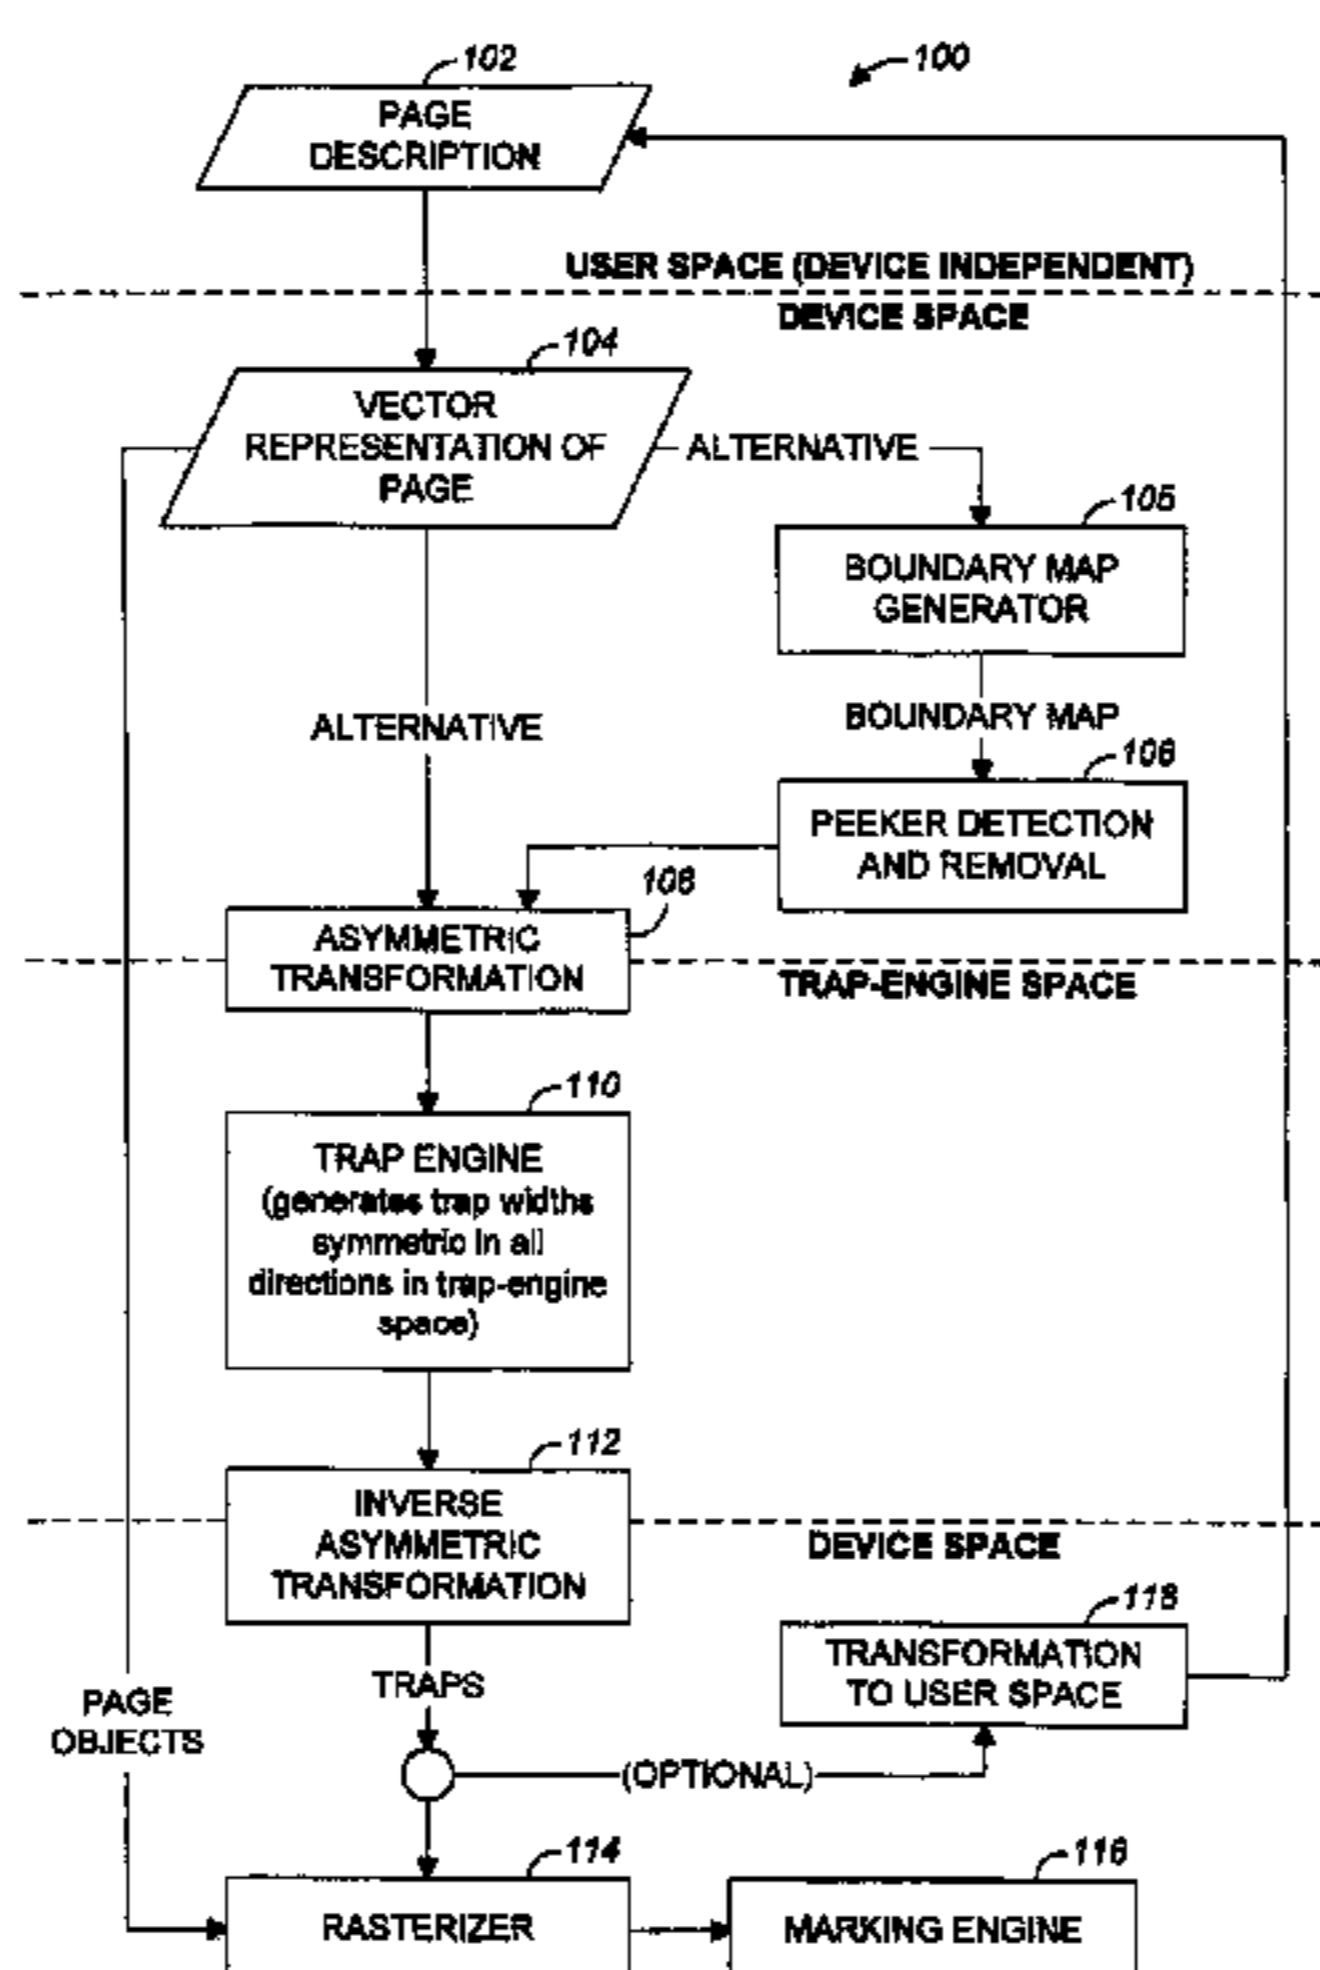 102
100
PAGE
DESCRIPTION
USER SPACE (DEVICE INDEPENDENT)
DEVICE SPACE
104
VECTOR
REPRESENTATION OF
PAGE
ALTERNATIVE
105
BOUNDARY MAP
GENERATOR
ALTERNATIVE
BOUNDARY MAP
106
PEEKER DETECTION
AND REMOVAL
108
ASYMMETRIC
TRANSFORMATION
TRAP-ENGINE SPACE
110
TRAP ENGINE
(generates trap widths
symmetric in all
directions in trap-engine
space)
112
INVERSE
ASYMMETRIC
TRANSFORMATION
DEVICE SPACE
118
TRANSFORMATION
TO USER SPACE
TRAPS
PAGE
OBJECTS
(OPTIONAL)
114
116
RASTERIZER
MARKING ENGINE